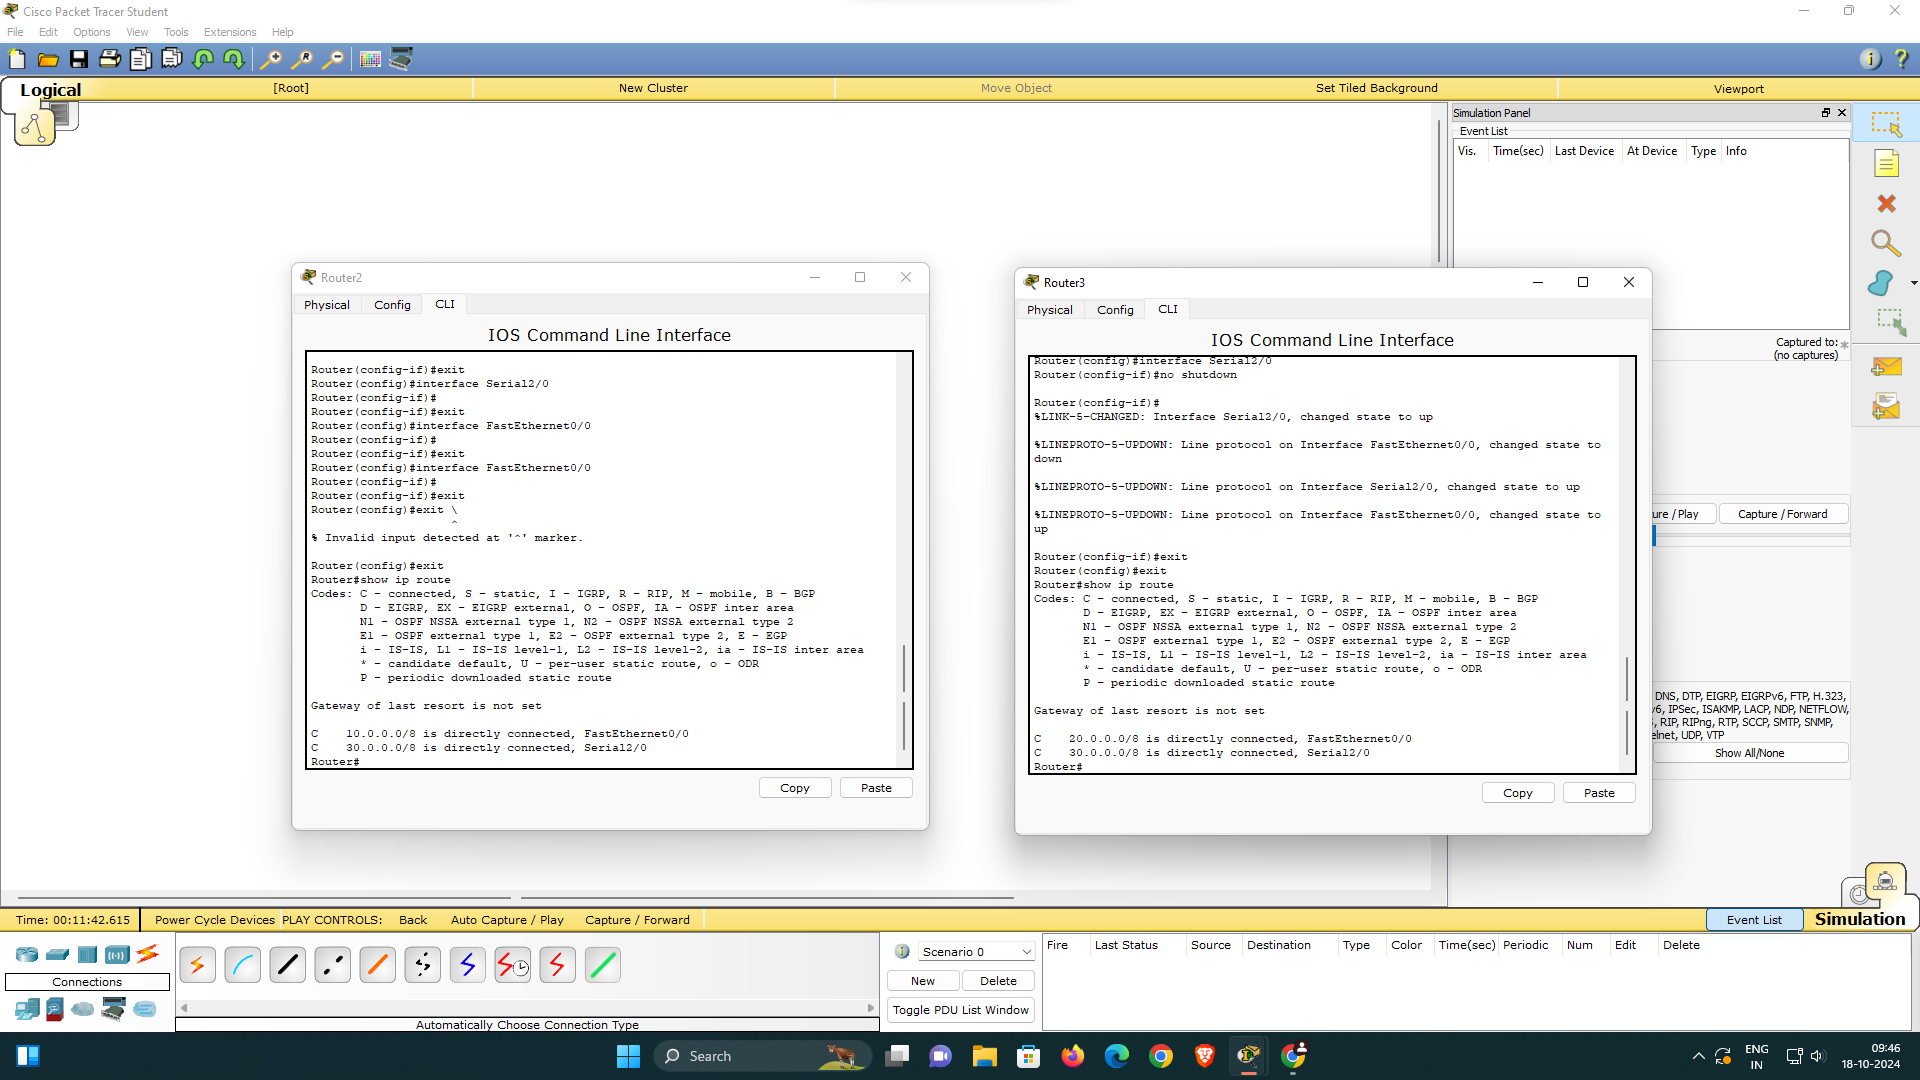 Cisco Packet Tracer Student
File Edit Options View Tools Extensions Help
Logical [Root] New Cluster Move Object Set Tiled Background Viewport
Simulation Panel
Event List
Vis. Time(sec) Last Device At Device Type Info
Captured to:
(no captures)
ure / Play Capture / Forward
DNS, DTP, EIGRP, EIGRPv6, FTP, H.323,
v6, IPSec, ISAKMP, LACP, NDP, NETFLOW,
, RIP, RIPng, RTP, SCCP, SMTP, SNMP,
elnet, UDP, VTP
Show All/None
Router2
Physical Config CLI
IOS Command Line Interface
Router(config-if)#exit
Router(config)#interface Serial2/0
Router(config-if)#
Router(config-if)#exit
Router(config)#interface FastEthernet0/0
Router(config-if)#
Router(config-if)#exit
Router(config)#interface FastEthernet0/0
Router(config-if)#
Router(config-if)#exit
Router(config)#exit \
^
% Invalid input detected at '^' marker.
Router(config)#exit
Router#show ip route
Codes: C - connected, S - static, I - IGRP, R - RIP, M - mobile, B - BGP
D - EIGRP, EX - EIGRP external, O - OSPF, IA - OSPF inter area
N1 - OSPF NSSA external type 1, N2 - OSPF NSSA external type 2
E1 - OSPF external type 1, E2 - OSPF external type 2, E - EGP
i - IS-IS, L1 - IS-IS level-1, L2 - IS-IS level-2, ia - IS-IS inter area
* - candidate default, U - per-user static route, o - ODR
P - periodic downloaded static route
Gateway of last resort is not set
C 10.0.0.0/8 is directly connected, FastEthernet0/0
C 30.0.0.0/8 is directly connected, Serial2/0
Router#
Copy Paste
Router3
Physical Config CLI
IOS Command Line Interface
Router(config)#interface Serial2/0
Router(config-if)#no shutdown
Router(config-if)#
%LINK-5-CHANGED: Interface Serial2/0, changed state to up
%LINEPROTO-5-UPDOWN: Line protocol on Interface FastEthernet0/0, changed state to
down
%LINEPROTO-5-UPDOWN: Line protocol on Interface Serial2/0, changed state to up
%LINEPROTO-5-UPDOWN: Line protocol on Interface FastEthernet0/0, changed state to
up
Router(config-if)#exit
Router(config)#exit
Router#show ip route
Codes: C - connected, S - static, I - IGRP, R - RIP, M - mobile, B - BGP
D - EIGRP, EX - EIGRP external, O - OSPF, IA - OSPF inter area
N1 - OSPF NSSA external type 1, N2 - OSPF NSSA external type 2
E1 - OSPF external type 1, E2 - OSPF external type 2, E - EGP
i - IS-IS, L1 - IS-IS level-1, L2 - IS-IS level-2, ia - IS-IS inter area
* - candidate default, U - per-user static route, o - ODR
P - periodic downloaded static route
Gateway of last resort is not set
C 20.0.0.0/8 is directly connected, FastEthernet0/0
C 30.0.0.0/8 is directly connected, Serial2/0
Router#
Copy Paste
Time: 00:11:42.615 Power Cycle Devices PLAY CONTROLS: Back Auto Capture / Play Capture / Forward Event List Simulation
Connections
Automatically Choose Connection Type
Scenario 0
New Delete
Toggle PDU List Window
Fire Last Status Source Destination Type Color Time(sec) Periodic Num Edit Delete
Search
ENG
IN
09:46
18-10-2024